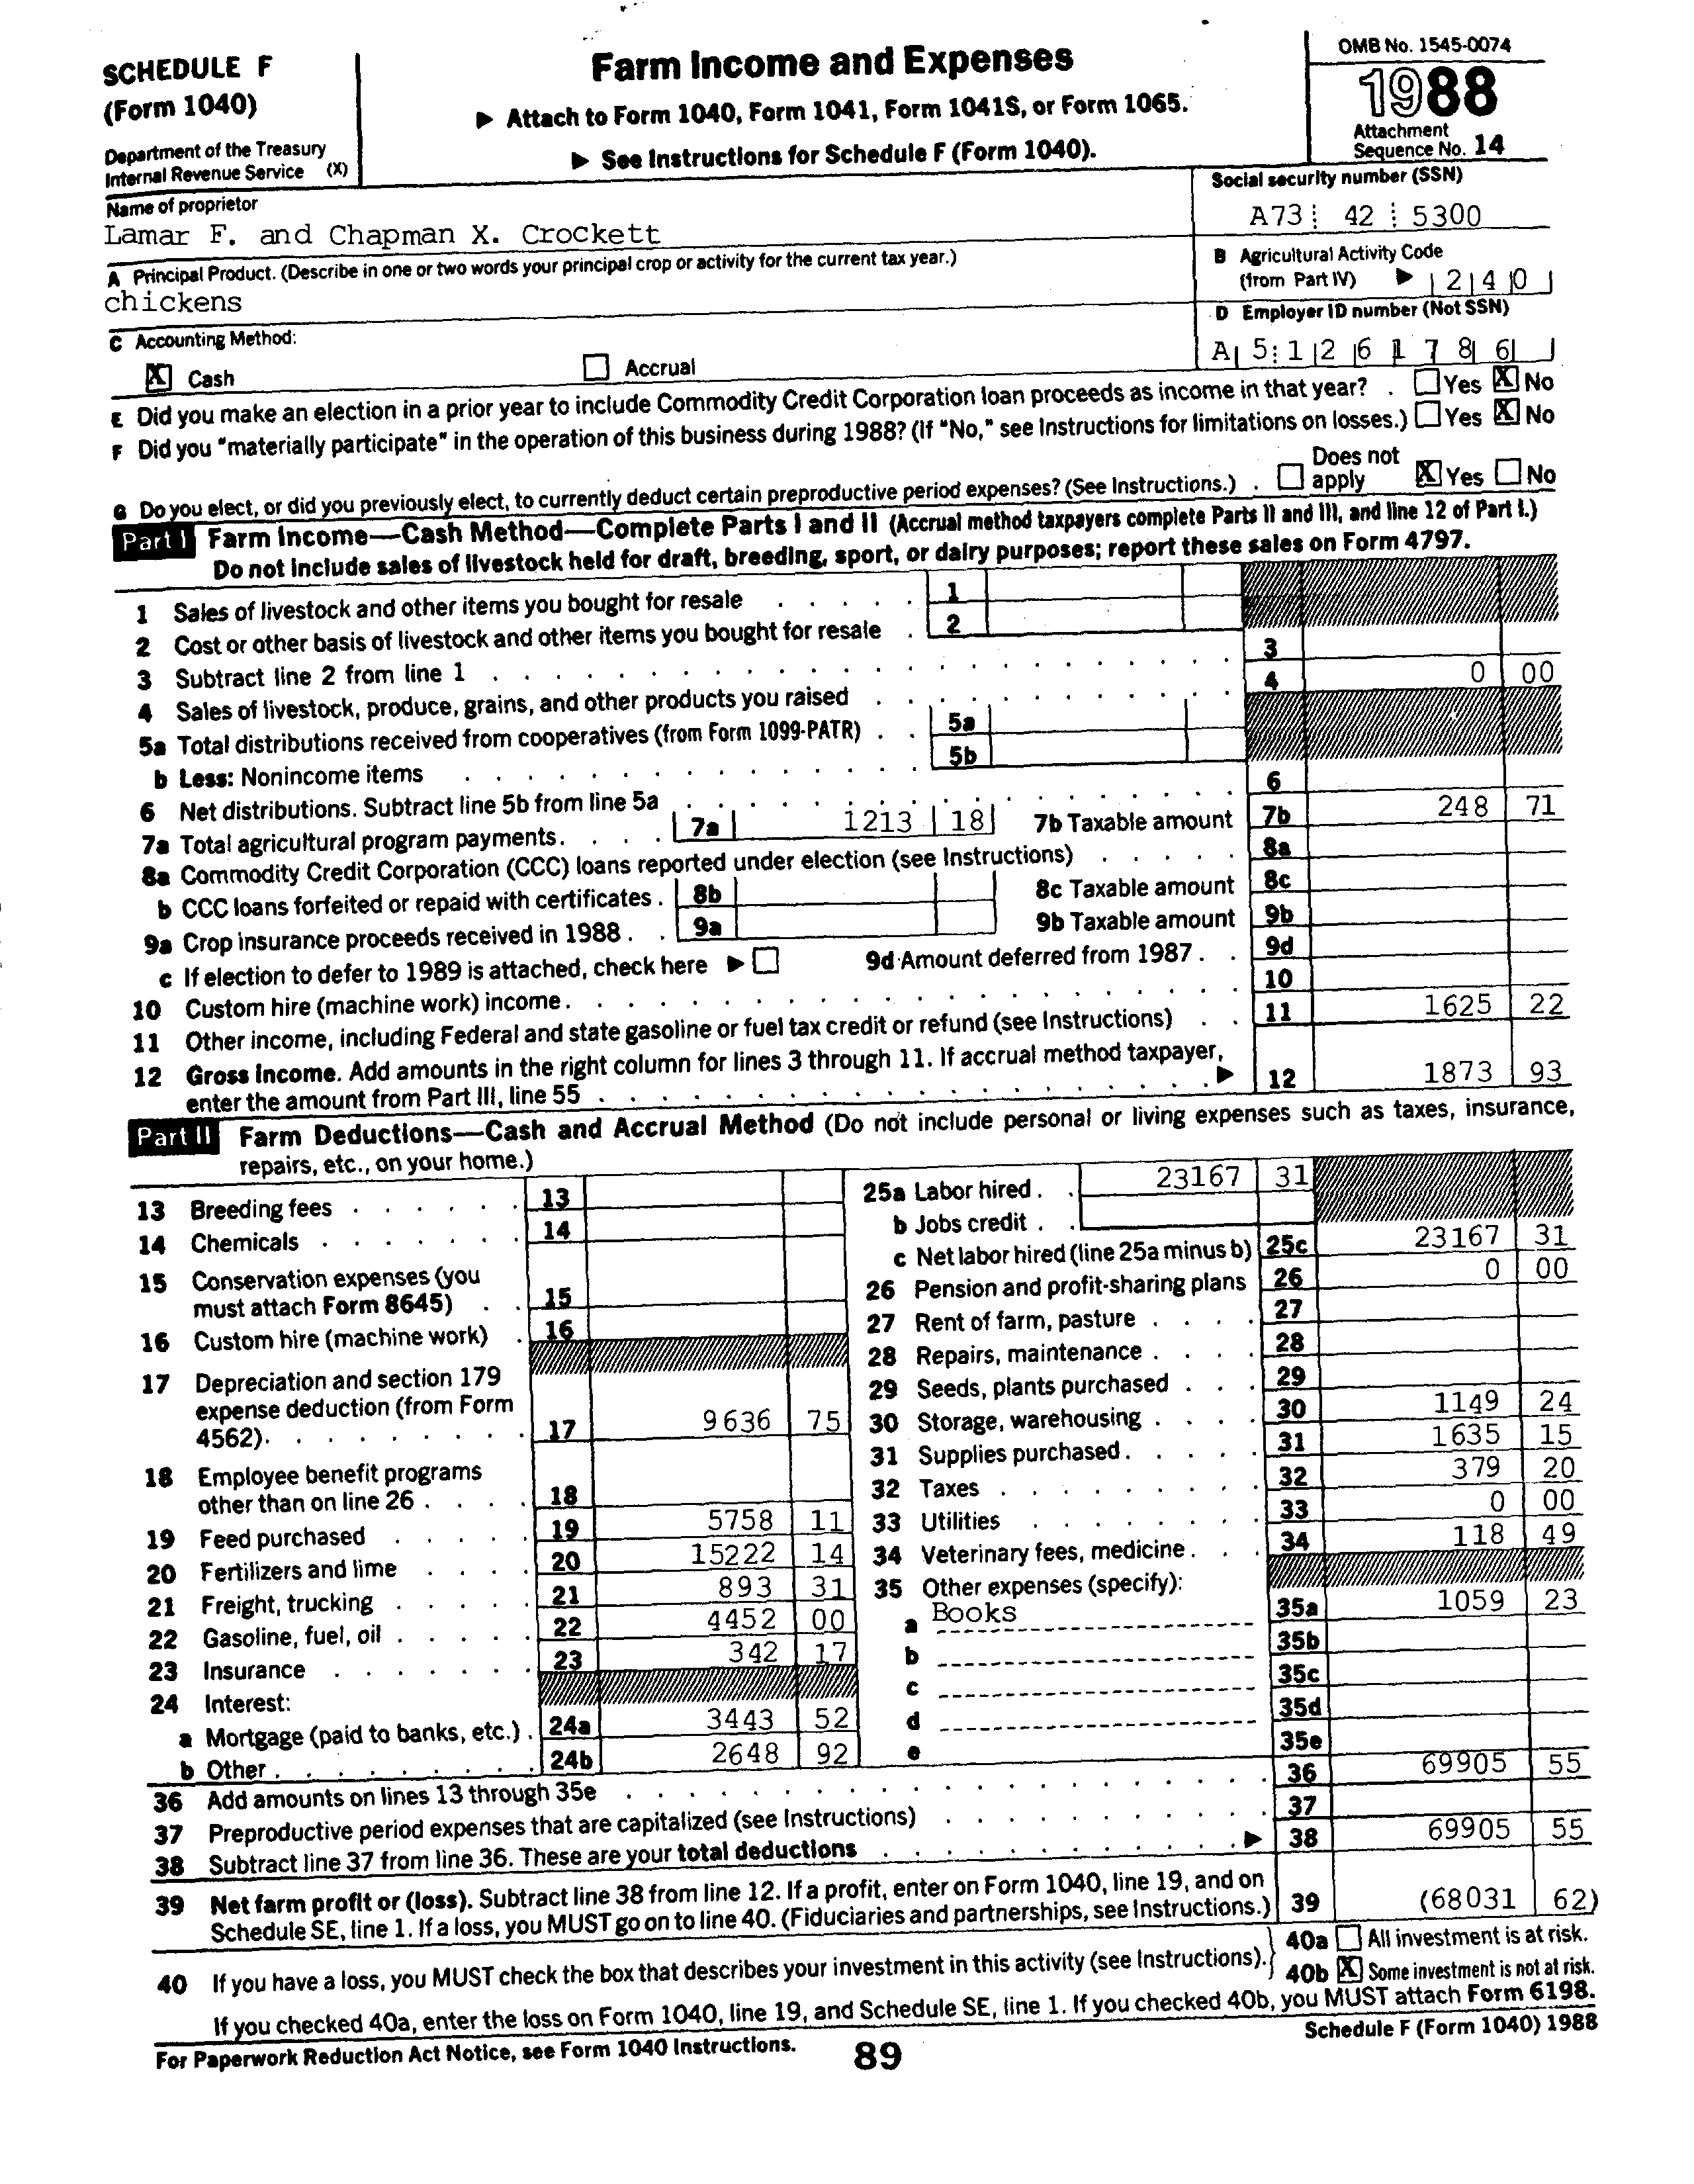 SCHEDULE F
(Form 1040)
Department of the Treasury
Internal Revenue Service (X)
Farm Income and Expenses
▶ Attach to Form 1040, Form 1041, Form 1041S, or Form 1065.
▶ See Instructions for Schedule F (Form 1040).
OMB No. 1545-0074
1988
Attachment
Sequence No. 14
Name of proprietor
Lamar F. and Chapman X. Crockett
Social security number (SSN)
A73 42 5300
A Principal Product. (Describe in one or two words your principal crop or activity for the current tax year.)
chickens
B Agricultural Activity Code
(from Part IV) ▶ 2 4 0
C Accounting Method:
X Cash Accrual
D Employer ID number (Not SSN)
A 5 1 2 6 1 7 8 6
E Did you make an election in a prior year to include Commodity Credit Corporation loan proceeds as income in that year? . Yes X No
F Did you "materially participate" in the operation of this business during 1988? (If "No," see Instructions for limitations on losses.) Yes X No
G Do you elect, or did you previously elect, to currently deduct certain preproductive period expenses? (See Instructions.) . Does not apply X Yes No
Part I Farm Income—Cash Method—Complete Parts I and II (Accrual method taxpayers complete Parts II and III, and line 12 of Part I.)
Do not include sales of livestock held for draft, breeding, sport, or dairy purposes; report these sales on Form 4797.
1 Sales of livestock and other items you bought for resale . . . . . 1
2 Cost or other basis of livestock and other items you bought for resale . 2
3 Subtract line 2 from line 1 3
4 Sales of livestock, produce, grains, and other products you raised 4 0 00
5a Total distributions received from cooperatives (from Form 1099-PATR) . . 5a
b Less: Nonincome items 5b
6 Net distributions. Subtract line 5b from line 5a 6
7a Total agricultural program payments. . . . . 7a 1213 18 7b Taxable amount 7b 248 71
8a Commodity Credit Corporation (CCC) loans reported under election (see Instructions) . . . . . 8a
b CCC loans forfeited or repaid with certificates . 8b 8c Taxable amount 8c
9a Crop insurance proceeds received in 1988 . . 9a 9b Taxable amount 9b
c If election to defer to 1989 is attached, check here ▶ 9d Amount deferred from 1987 . . 9d
10 Custom hire (machine work) income. 10
11 Other income, including Federal and state gasoline or fuel tax credit or refund (see Instructions) . . 11 1625 22
12 Gross Income. Add amounts in the right column for lines 3 through 11. If accrual method taxpayer,
enter the amount from Part III, line 55 ▶ 12 1873 93
Part II Farm Deductions—Cash and Accrual Method (Do not include personal or living expenses such as taxes, insurance,
repairs, etc., on your home.)
13 Breeding fees 13
14 Chemicals 14
15 Conservation expenses (you
must attach Form 8645) . . 15
16 Custom hire (machine work) . 16
17 Depreciation and section 179
expense deduction (from Form
4562). 17 9636 75
18 Employee benefit programs
other than on line 26 . . . . 18
19 Feed purchased 19 5758 11
20 Fertilizers and lime 20 15222 14
21 Freight, trucking 21 893 31
22 Gasoline, fuel, oil 22 4452 00
23 Insurance 23 342 17
24 Interest:
a Mortgage (paid to banks, etc.) . 24a 3443 52
b Other . 24b 2648 92
25a Labor hired . . 23167 31
b Jobs credit . .
c Net labor hired (line 25a minus b) 25c 23167 31
26 Pension and profit-sharing plans 26 0 00
27 Rent of farm, pasture . . . . 27
28 Repairs, maintenance . . . . 28
29 Seeds, plants purchased . . . 29
30 Storage, warehousing . . . . 30 1149 24
31 Supplies purchased. . . . . 31 1635 15
32 Taxes 32 379 20
33 Utilities 33 0 00
34 Veterinary fees, medicine. . . 34 118 49
35 Other expenses (specify):
a Books 35a 1059 23
b 35b
c 35c
d 35d
e 35e
36 Add amounts on lines 13 through 35e 36 69905 55
37 Preproductive period expenses that are capitalized (see Instructions) 37
38 Subtract line 37 from line 36. These are your total deductions ▶ 38 69905 55
39 Net farm profit or (loss). Subtract line 38 from line 12. If a profit, enter on Form 1040, line 19, and on
Schedule SE, line 1. If a loss, you MUST go on to line 40. (Fiduciaries and partnerships, see Instructions.) 39 (68031 62)
40 If you have a loss, you MUST check the box that describes your investment in this activity (see Instructions). 40a All investment is at risk.
40b X Some investment is not at risk.
If you checked 40a, enter the loss on Form 1040, line 19, and Schedule SE, line 1. If you checked 40b, you MUST attach Form 6198.
For Paperwork Reduction Act Notice, see Form 1040 Instructions. 89 Schedule F (Form 1040) 1988